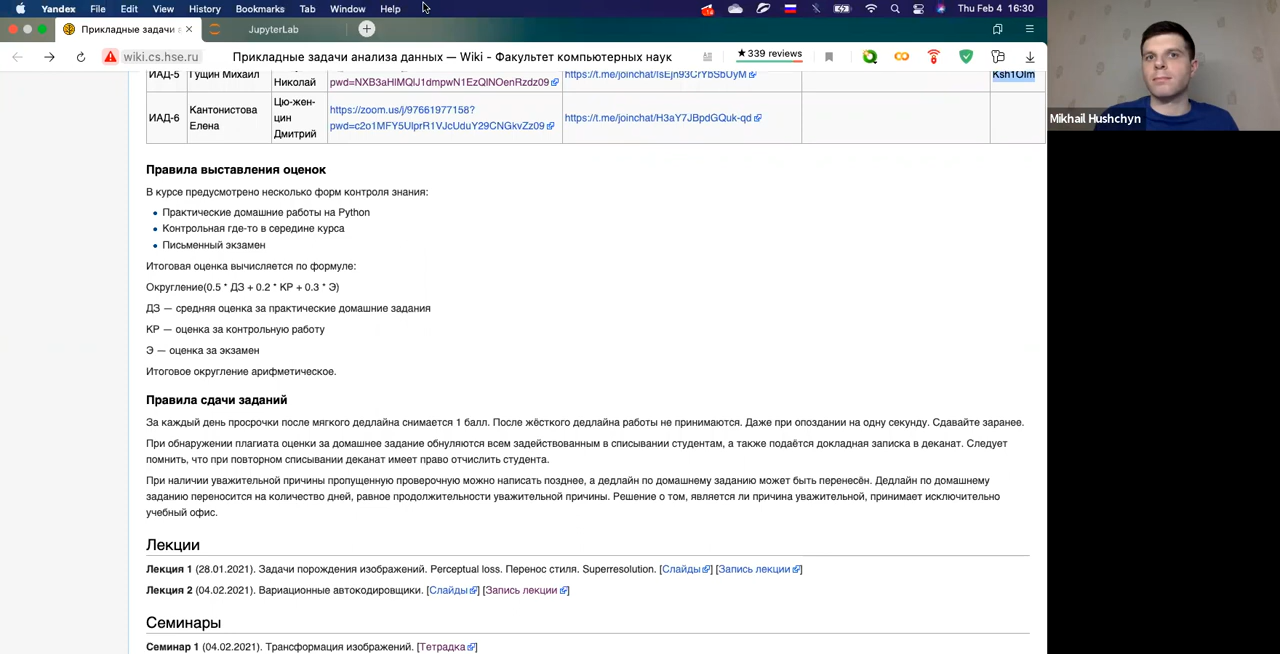 Yandex File Edit View History Bookmarks Tab Window Help Thu Feb 4 16:30
Прикладные задачи JupyterLab
wiki.cs.hse.ru Прикладные задачи анализа данных — Wiki - Факультет компьютерных наук ★ 339 reviews
ИАД-5 Гущин Михаил Николай pwd=NXB3aHlMQlJ1dmpwN1EzQlNOenRzdz09 https://t.me/joinchat/IsEjn93CrYbSbUyM Ksh1OIm
ИАД-6 Кантонистова Елена Цю-жен-цин Дмитрий https://zoom.us/j/97661977158?pwd=c2o1MFY5UlprR1VJcUduY29CNGkvZz09 https://t.me/joinchat/H3aY7JBpdGQuk-qd
Mikhail Hushchyn
Правила выставления оценок
В курсе предусмотрено несколько форм контроля знания:
Практические домашние работы на Python
Контрольная где-то в середине курса
Письменный экзамен
Итоговая оценка вычисляется по формуле:
Округление(0.5 * ДЗ + 0.2 * КР + 0.3 * Э)
ДЗ — средняя оценка за практические домашние задания
КР — оценка за контрольную работу
Э — оценка за экзамен
Итоговое округление арифметическое.
Правила сдачи заданий
За каждый день просрочки после мягкого дедлайна снимается 1 балл. После жёсткого дедлайна работы не принимаются. Даже при опоздании на одну секунду. Сдавайте заранее.
При обнаружении плагиата оценки за домашнее задание обнуляются всем задействованным в списывании студентам, а также подаётся докладная записка в деканат. Следует
помнить, что при повторном списывании деканат имеет право отчислить студента.
При наличии уважительной причины пропущенную проверочную можно написать позднее, а дедлайн по домашнему заданию может быть перенесён. Дедлайн по домашнему
заданию переносится на количество дней, равное продолжительности уважительной причины. Решение о том, является ли причина уважительной, принимает исключительно
учебный офис.
Лекции
Лекция 1 (28.01.2021). Задачи порождения изображений. Perceptual loss. Перенос стиля. Superresolution. [Слайды] [Запись лекции]
Лекция 2 (04.02.2021). Вариационные автокодировщики. [Слайды] [Запись лекции]
Семинары
Семинар 1 (04.02.2021). Трансформация изображений. [Тетрадка]